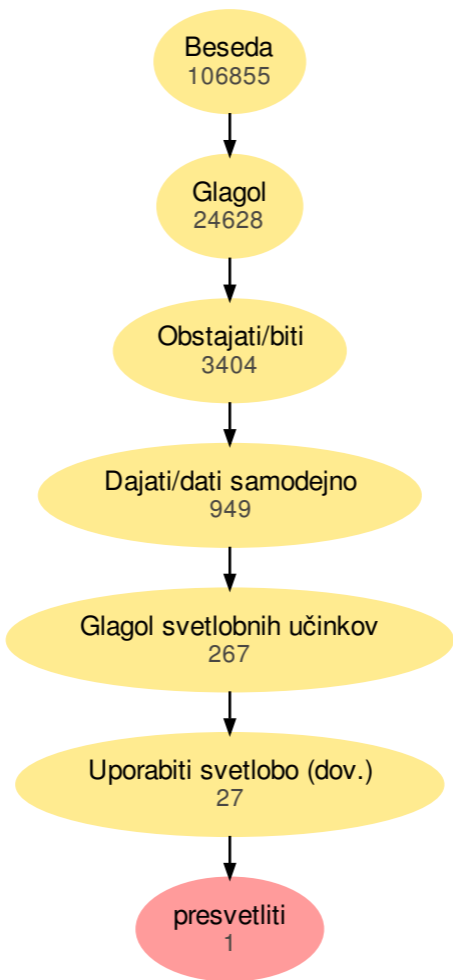 Beseda
106855
Glagol
24628
Obstajati/biti
3404
Dajati/dati samodejno
949
Glagol svetlobnih učinkov
267
Uporabiti svetlobo (dov.)
27
presvetliti
1